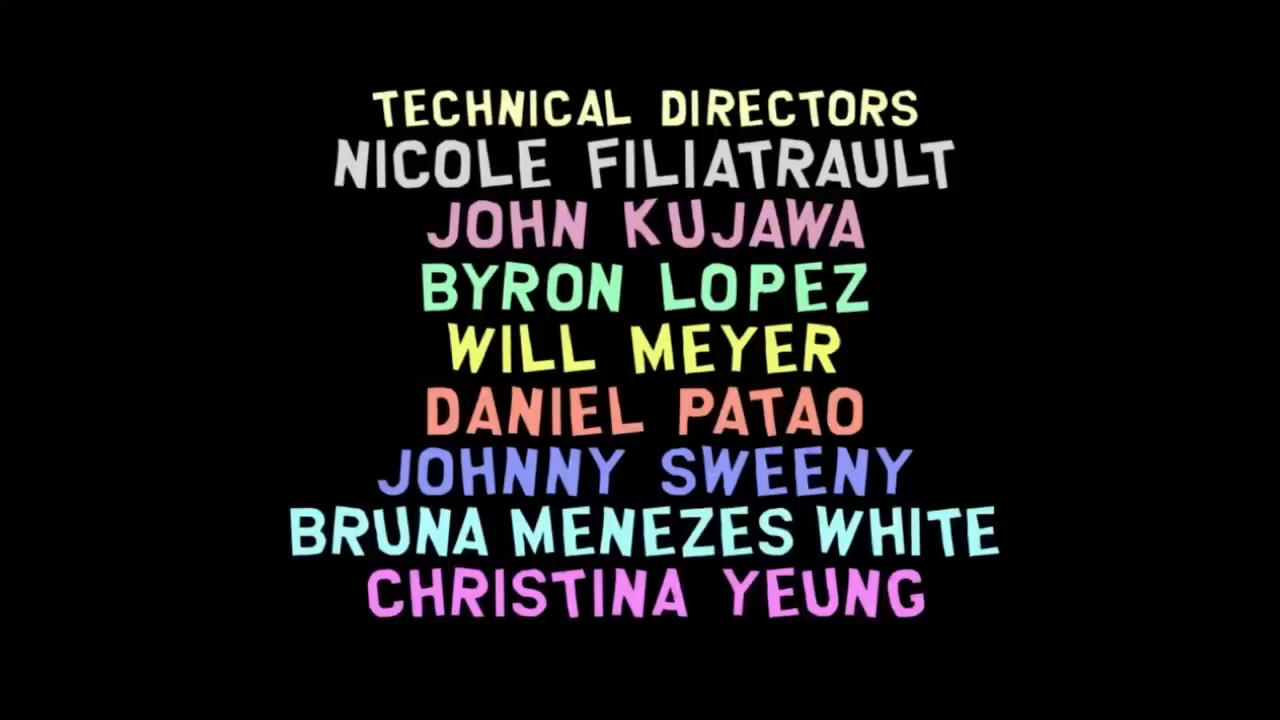 TECHNICAL DIRECTORS
NICOLE FILIATRAULT
JOHN KUJAWA
BYRON LOPEZ
WILL MEYER
DANIEL PATAO
JOHNNY SWEENY
BRUNA MENEZES WHITE
CHRISTINA YEUNG